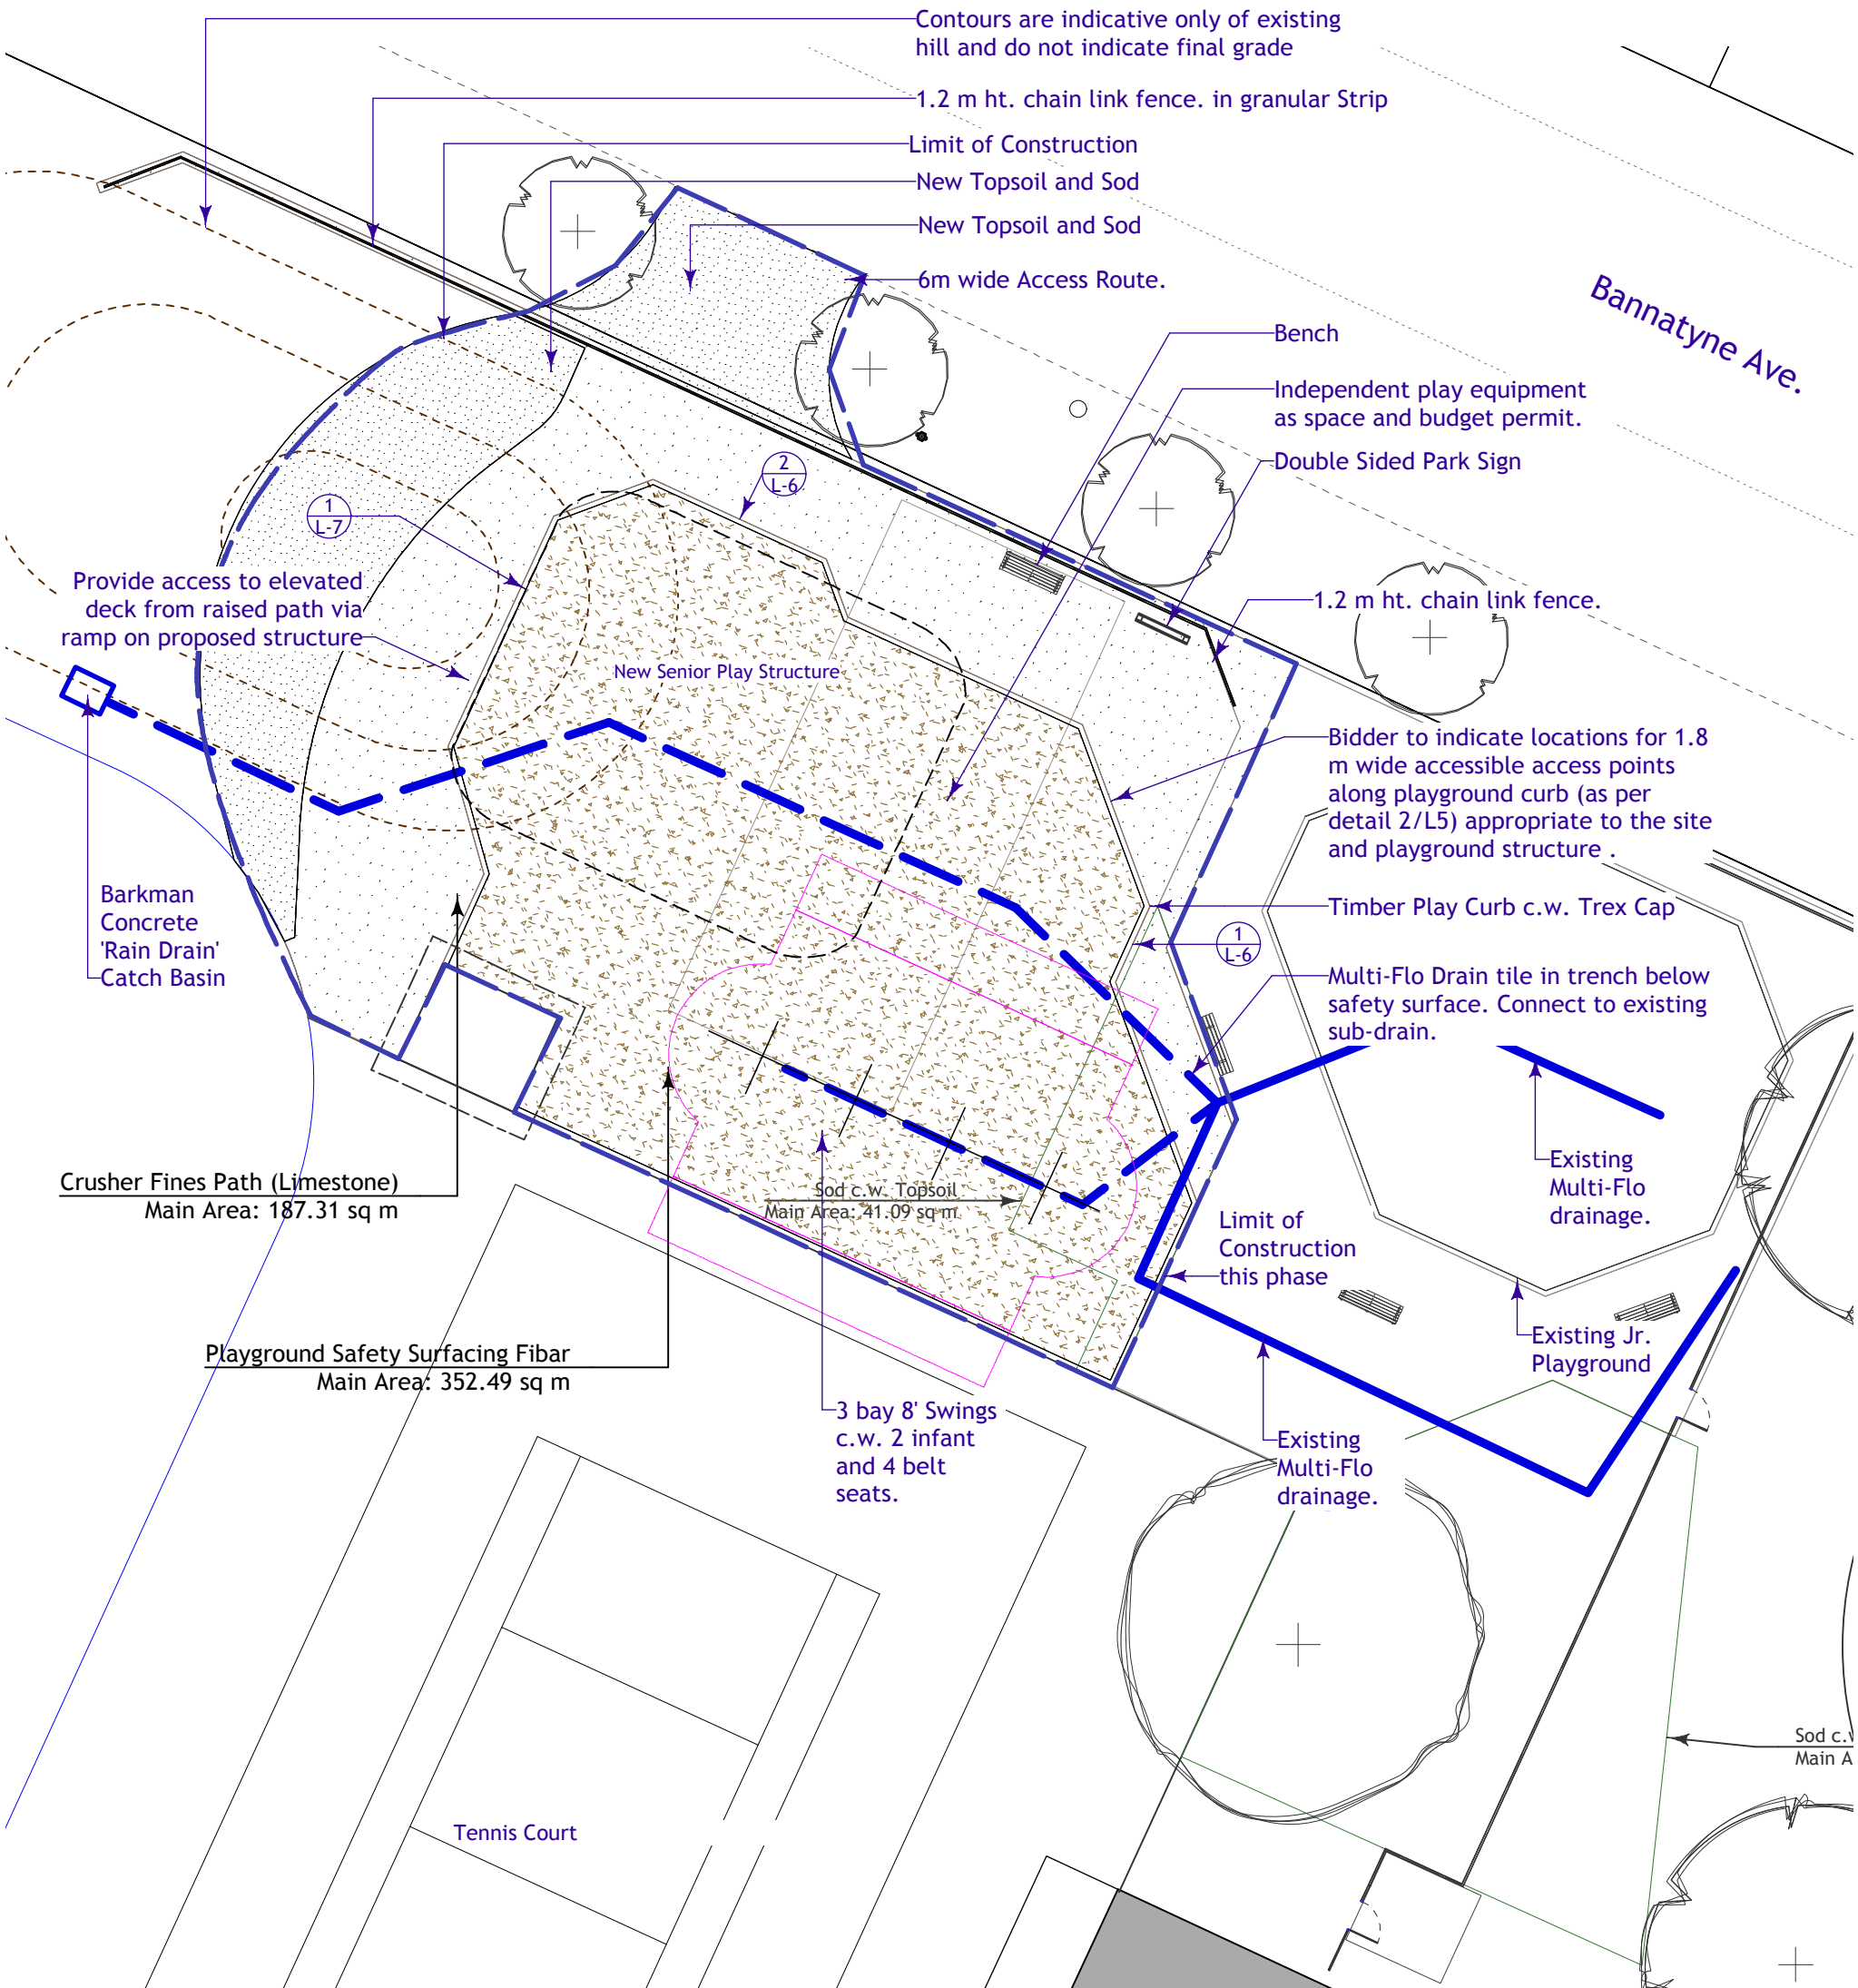 Contours are indicative only of existing
hill and do not indicate final grade
1.2 m ht. chain link fence. in granular Strip
Limit of Construction
New Topsoil and Sod
New Topsoil and Sod
6m wide Access Route.
Bannatyne Ave.
Bench
Independent play equipment
as space and budget permit.
Double Sided Park Sign
2
L-6
1
L-7
Provide access to elevated
deck from raised path via
ramp on proposed structure
1.2 m ht. chain link fence.
New Senior Play Structure
Bidder to indicate locations for 1.8
m wide accessible access points
along playground curb (as per
detail 2/L5) appropriate to the site
and playground structure .
Barkman
Concrete
'Rain Drain'
Catch Basin
Timber Play Curb c.w. Trex Cap
1
L-6
Multi-Flo Drain tile in trench below
safety surface. Connect to existing
sub-drain.
Crusher Fines Path (Limestone)
Main Area: 187.31 sq m
Sod c.w. Topsoil
Main Area: 41.09 sq m
Existing
Multi-Flo
drainage.
Limit of
Construction
this phase
Existing Jr.
Playground
Playground Safety Surfacing Fibar
Main Area: 352.49 sq m
3 bay 8' Swings
c.w. 2 infant
and 4 belt
seats.
Existing
Multi-Flo
drainage.
Sod c.
Main A
Tennis Court